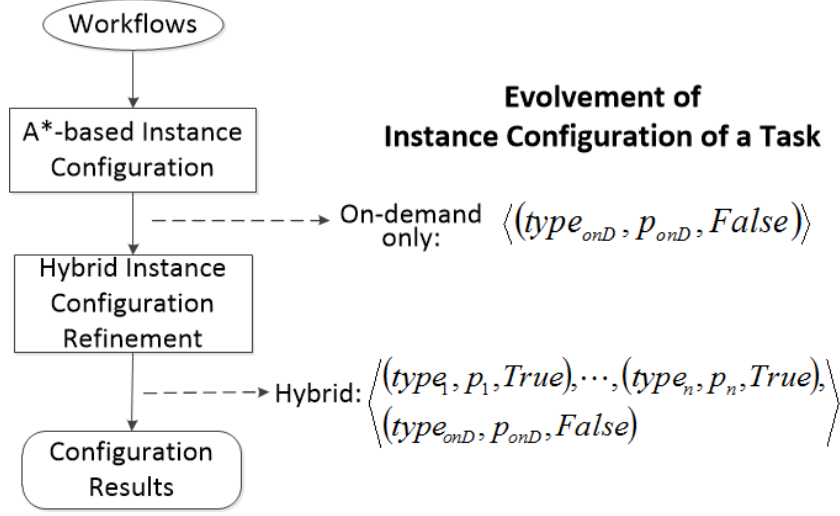 Workflows
A*-based Instance
Configuration
Evolvement of
Instance Configuration of a Task
On-demand
only:
⟨(type_onD, p_onD, False)⟩
Hybrid Instance
Configuration
Refinement
Hybrid:
⟨(type_1, p_1, True),⋯,(type_n, p_n, True),
(type_onD, p_onD, False)⟩
Configuration
Results